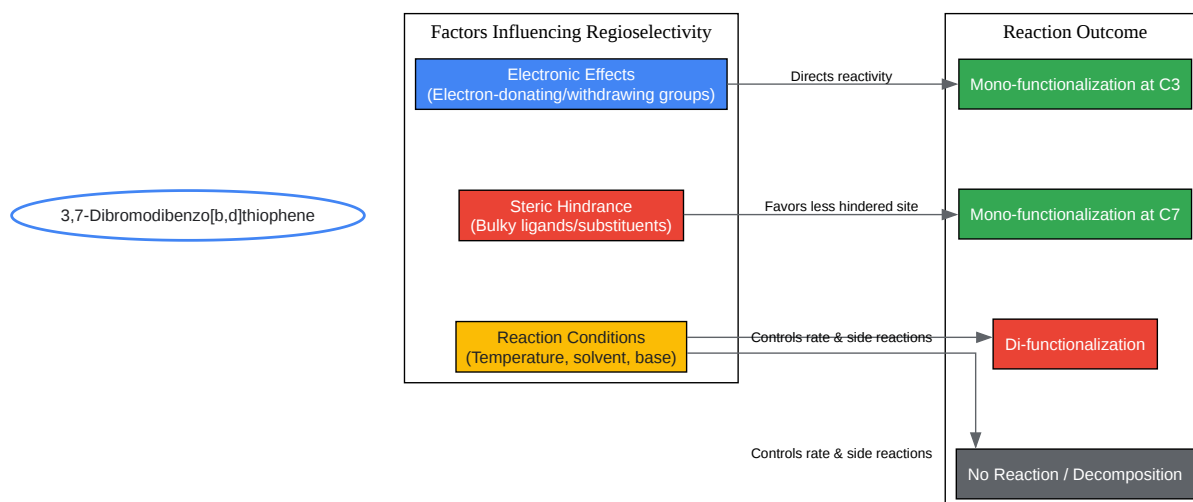 Factors Influencing Regioselectivity
Reaction Outcome
Electronic Effects
(Electron-donating/withdrawing groups)
Directs reactivity
Mono-functionalization at C3
3,7-Dibromodibenzo[b,d]thiophene
Steric Hindrance
(Bulky ligands/substituents)
Favors less hindered site
Mono-functionalization at C7
Reaction Conditions
(Temperature, solvent, base)
Controls rate & side reactions
Di-functionalization
Controls rate & side reactions
No Reaction / Decomposition